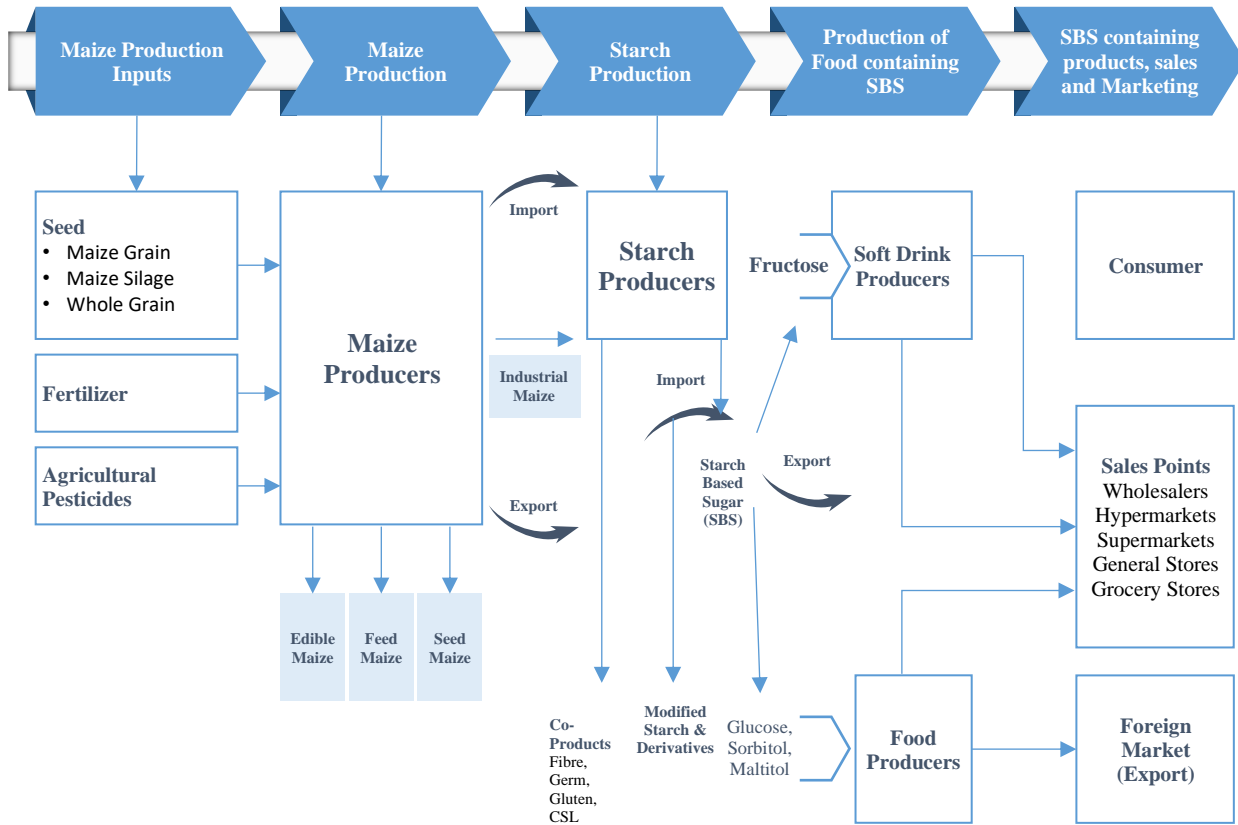 Maize Production
Inputs
Maize
Production
Starch
Production
Production of
Food containing
SBS
SBS containing
products, sales
and Marketing
Seed
• Maize Grain
• Maize Silage
• Whole Grain
Fertilizer
Agricultural
Pesticides
Maize
Producers
Import
Industrial
Maize
Export
Edible
Maize
Feed
Maize
Seed
Maize
Starch
Producers
Import
Starch
Based
Sugar
(SBS)
Export
Co-
Products
Fibre,
Germ,
Gluten,
CSL
Modified
Starch &
Derivatives
Glucose,
Sorbitol,
Maltitol
Fructose
Soft Drink
Producers
Food
Producers
Consumer
Sales Points
Wholesalers
Hypermarkets
Supermarkets
General Stores
Grocery Stores
Foreign
Market
(Export)